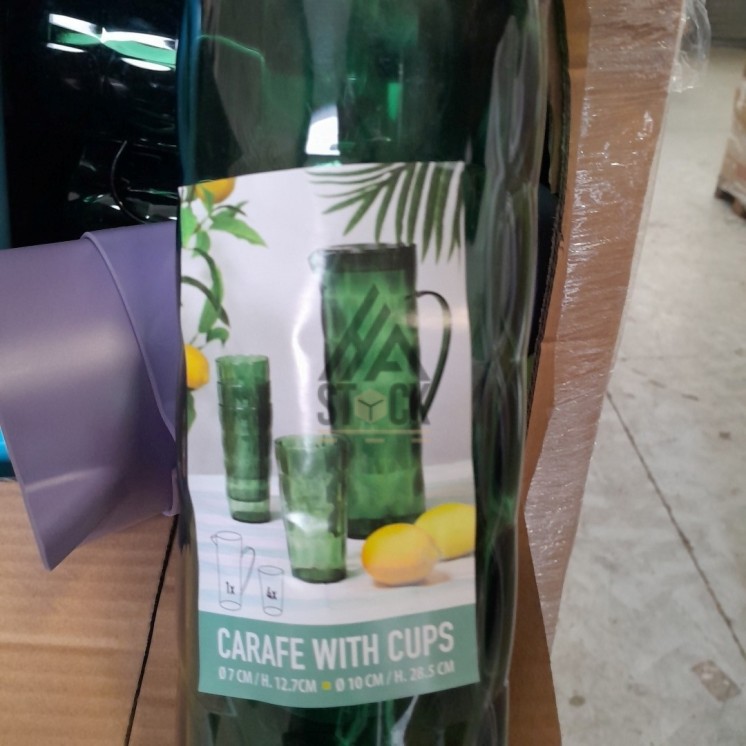 STOCK
1x
4x
CARAFE WITH CUPS
Ø 7 CM / H. 12.7CM ▪ Ø 10 CM / H. 28.5 CM